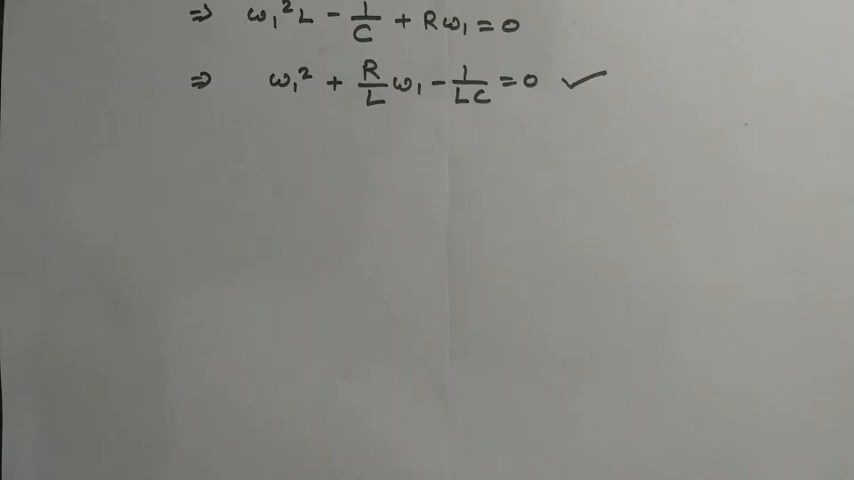 ⇒ ω₁²L - 1/C + Rω₁ = 0
⇒ ω₁² + R/L ω₁ - 1/LC = 0 ✓